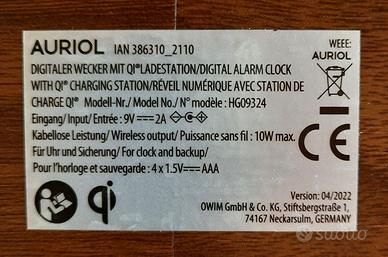 AURIOL IAN 386310_2110
WEEE:
AURIOL
DIGITALER WECKER MIT QI® LADESTATION/DIGITAL ALARM CLOCK
WITH QI® CHARGING STATION/RÉVEIL NUMÉRIQUE AVEC STATION DE
CHARGE QI® Modell-Nr./ Model No./ N° modèle : HG09324
Eingang/ Input/ Entrée : 9V⎓2A
Kabellose Leistung/ Wireless output/ Puissance sans fil : 10W max.
Für Uhr und Sicherung/ For clock and backup/
Pour l'horloge et sauvegarde : 4 x 1.5V⎓AAA
CE
qi
Version: 04/2022
OWIM GmbH & Co. KG, Stiftsbergstraße 1,
74167 Neckarsulm, GERMANY
subito